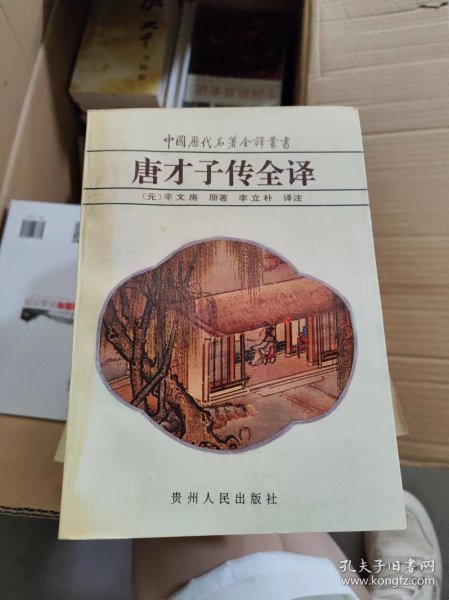 中國歷代名著全譯叢書
唐才子传全译
〔元〕辛文房 原著 李立朴 译注
贵州人民出版社
孔夫子旧书网
www.kongfz.com